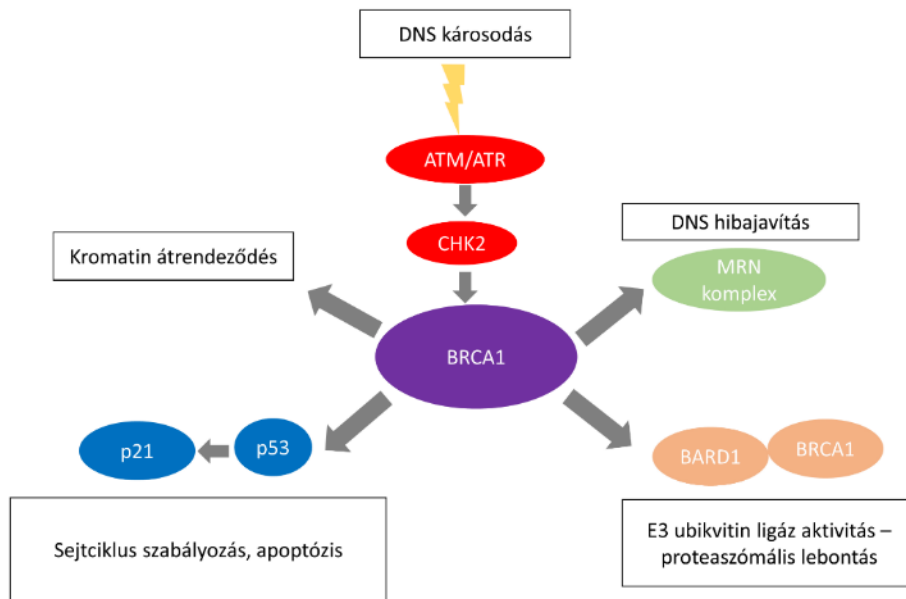 DNS károsodás
ATM/ATR
CHK2
DNS hibajavítás
MRN
komplex
Kromatin átrendeződés
BRCA1
p21
p53
BARD1
BRCA1
Sejtciklus szabályozás, apoptózis
E3 ubikvitin ligáz aktivitás –
proteaszómális lebontás